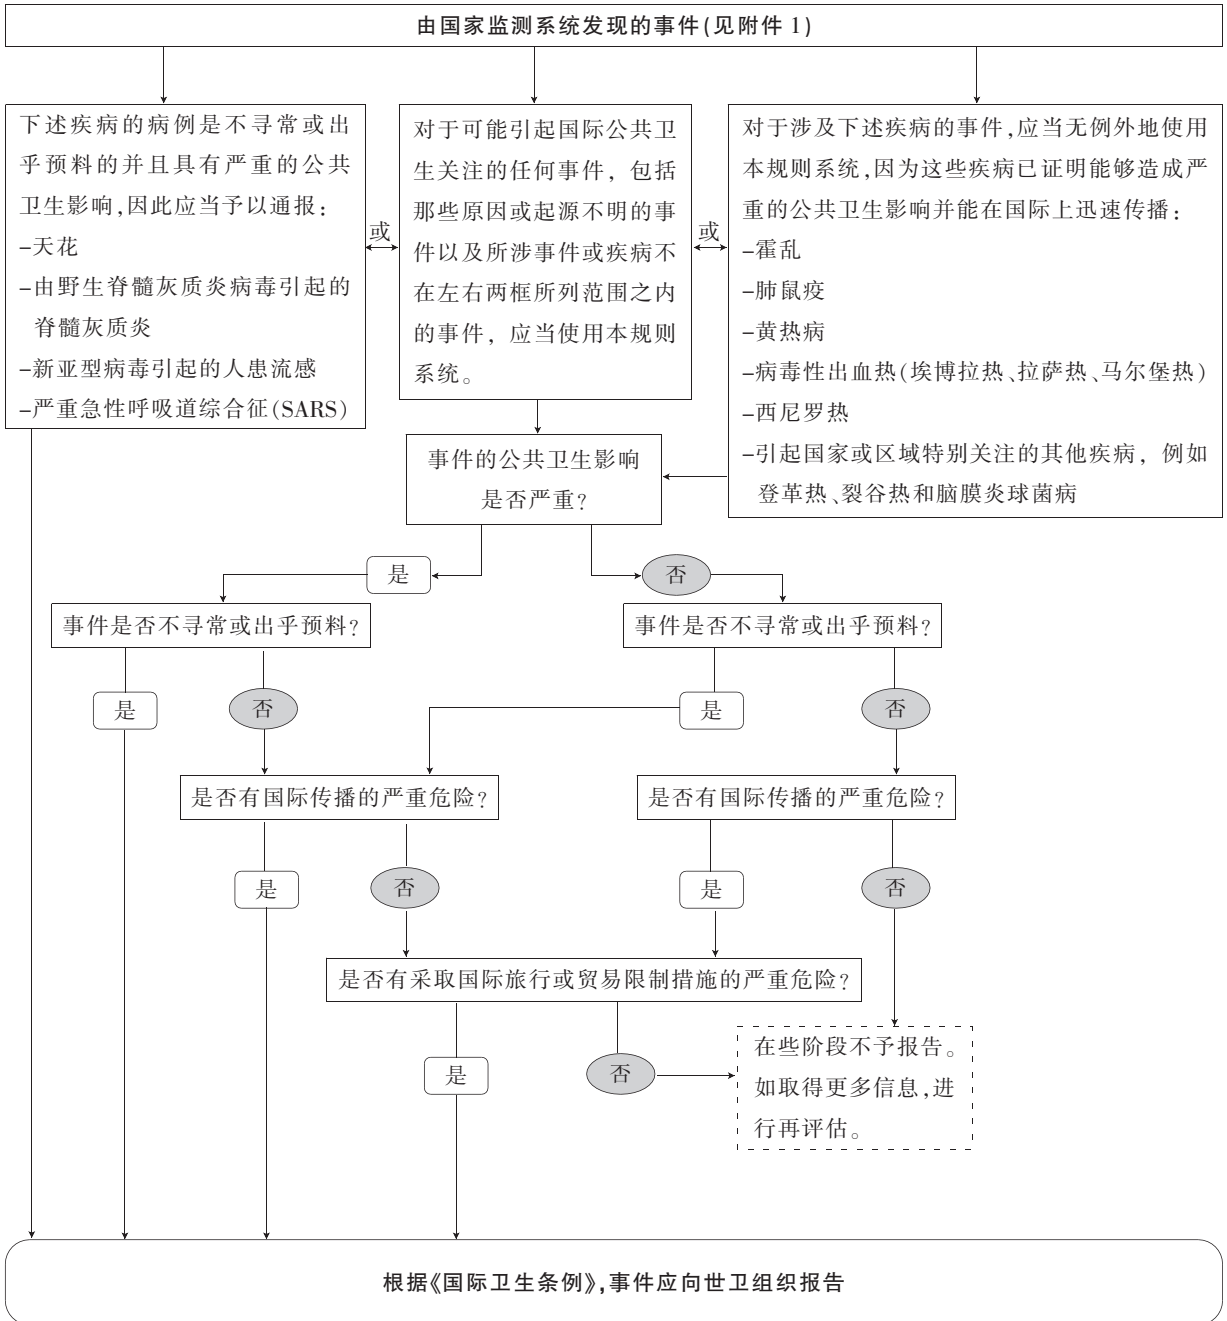 由国家监测系统发现的事件(见附件 1)
下述疾病的病例是不寻常或出
乎预料的并且具有严重的公共
卫生影响,因此应当予以通报:
–天花
–由野生脊髓灰质炎病毒引起的
脊髓灰质炎
–新亚型病毒引起的人患流感
–严重急性呼吸道综合征(SARS)
或
对于可能引起国际公共卫
生关注的任何事件，包括
那些原因或起源不明的事
件以及所涉事件或疾病不
在左右两框所列范围之内
的事件，应当使用本规则
系统。
或
对于涉及下述疾病的事件,应当无例外地使用
本规则系统,因为这些疾病已证明能够造成严
重的公共卫生影响并能在国际上迅速传播:
–霍乱
–肺鼠疫
–黄热病
–病毒性出血热(埃博拉热、拉萨热、马尔堡热)
–西尼罗热
–引起国家或区域特别关注的其他疾病，例如
登革热、裂谷热和脑膜炎球菌病
事件的公共卫生影响
是否严重?
是
否
事件是否不寻常或出乎预料?
事件是否不寻常或出乎预料?
是
否
是
否
是否有国际传播的严重危险?
是否有国际传播的严重危险?
是
否
是
否
是否有采取国际旅行或贸易限制措施的严重危险?
是
否
在些阶段不予报告。
如取得更多信息,进
行再评估。
根据《国际卫生条例》,事件应向世卫组织报告